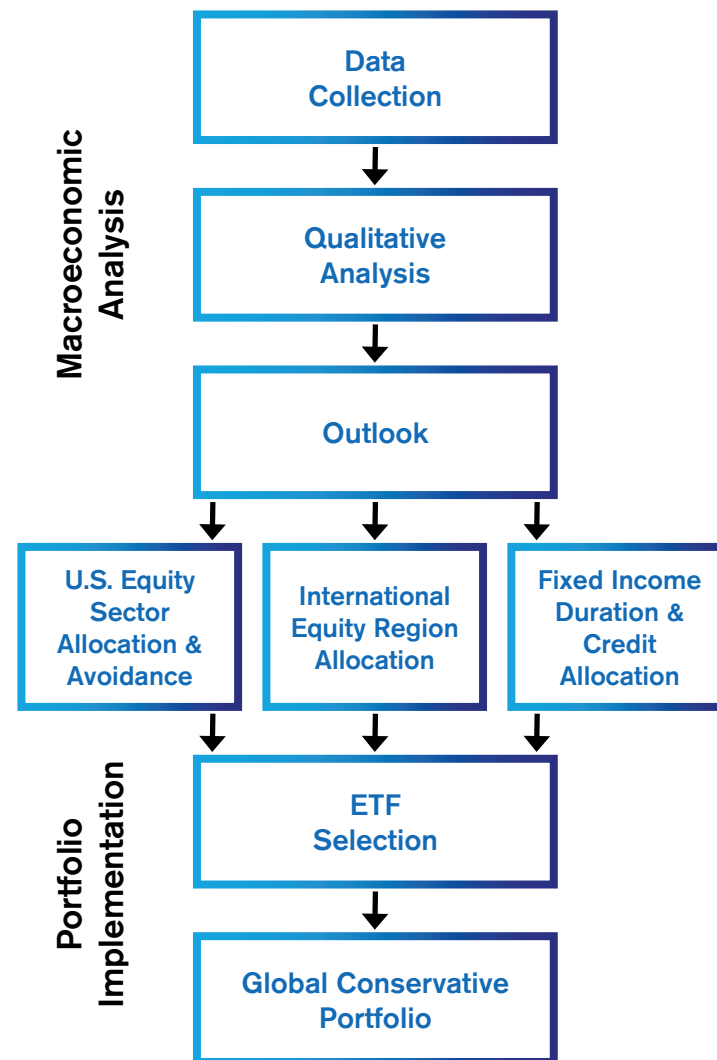 Macroeconomic
Analysis
Data
Collection
Qualitative
Analysis
Outlook
U.S. Equity
Sector
Allocation &
Avoidance
International
Equity Region
Allocation
Fixed Income
Duration &
Credit
Allocation
Portfolio
Implementation
ETF
Selection
Global Conservative
Portfolio